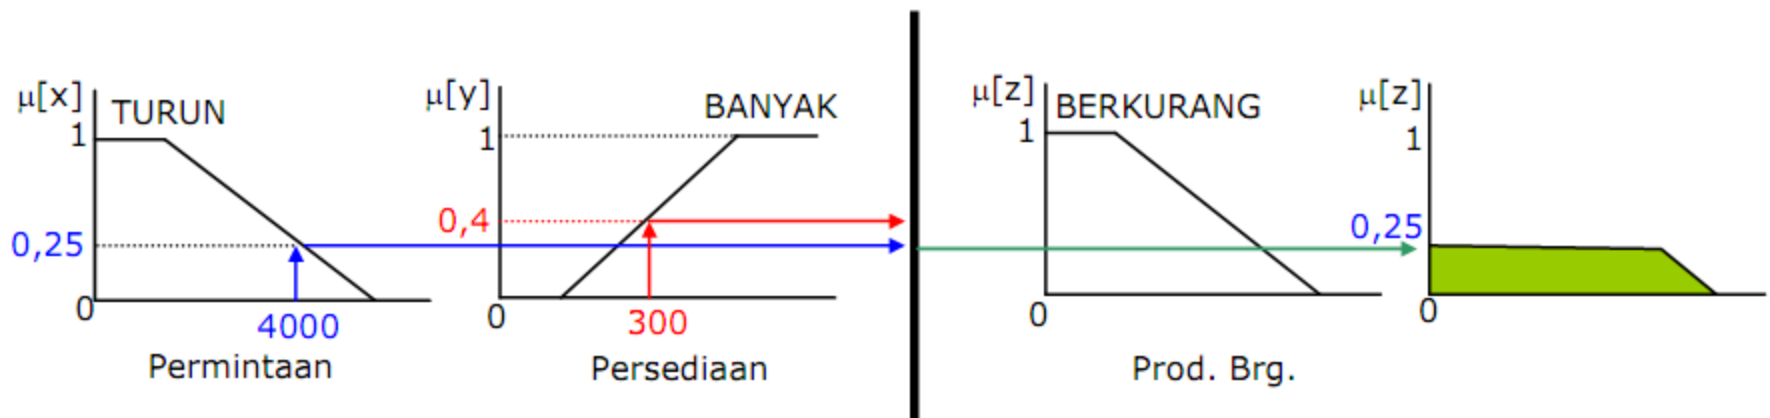 μ[x]
TURUN
1
0,25
0
4000
Permintaan
μ[y]
BANYAK
1
0,4
0
300
Persediaan
μ[z]
BERKURANG
1
0
Prod. Brg.
μ[z]
1
0,25
0